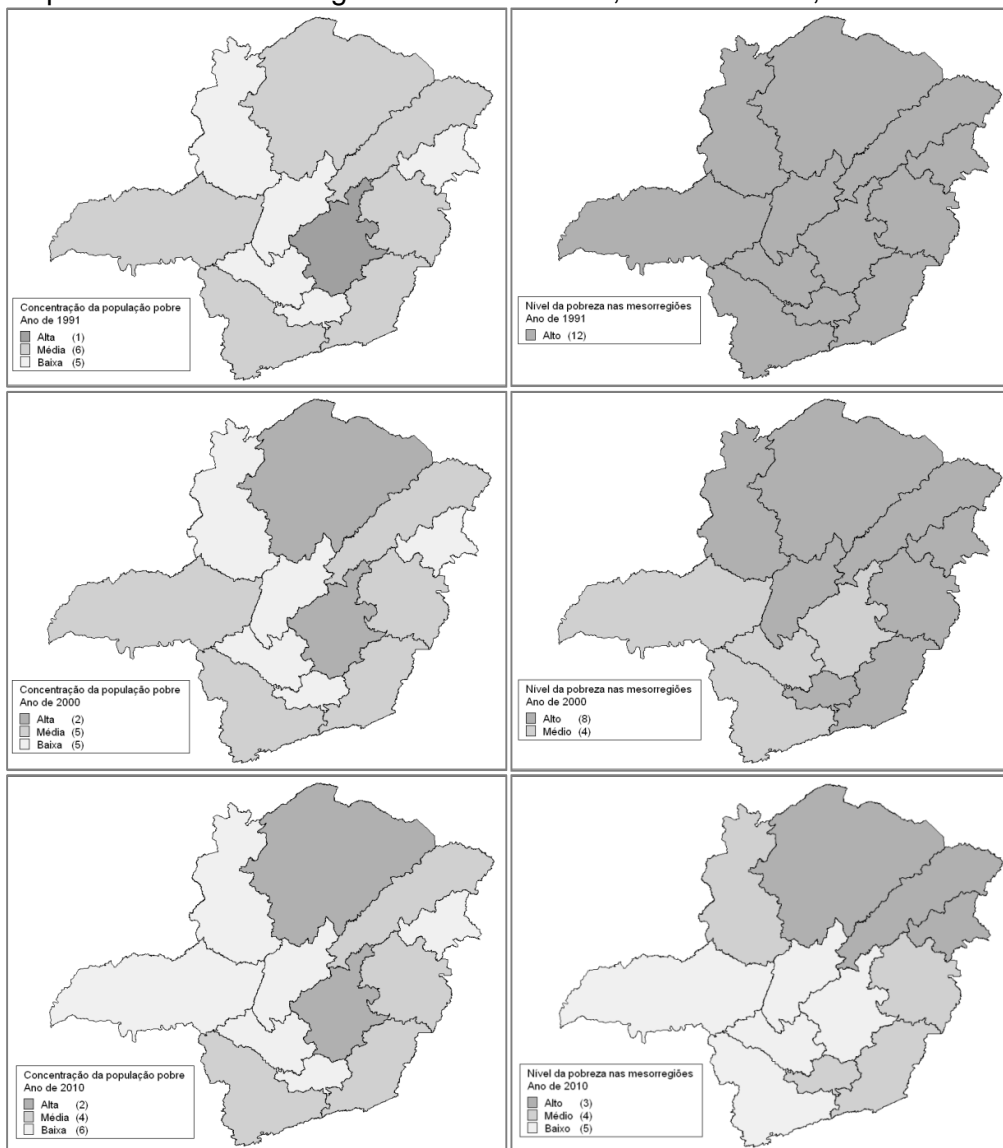 Concentração da população pobre
Ano de 1991
Alta (1)
Média (6)
Baixa (5)
Nível da pobreza nas mesorregiões
Ano de 1991
Alto (12)
Concentração da população pobre
Ano de 2000
Alta (2)
Média (5)
Baixa (5)
Nível da pobreza nas mesorregiões
Ano de 2000
Alto (8)
Médio (4)
Concentração da população pobre
Ano de 2010
Alta (2)
Média (4)
Baixa (6)
Nível da pobreza nas mesorregiões
Ano de 2010
Alto (3)
Médio (4)
Baixo (5)